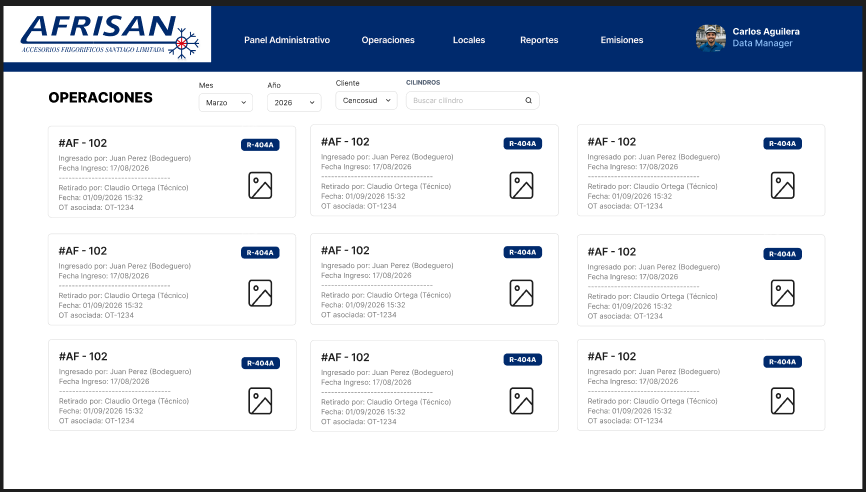 AFRISAN
ACCESORIOS FRIGORIFICOS SANTIAGO LIMITADA
Panel Administrativo
Operaciones
Locales
Reportes
Emisiones
Carlos Aguilera
Data Manager
OPERACIONES
Mes
Marzo
Año
2026
Cliente
Cencosud
CILINDROS
Buscar cilindro
#AF - 102
R-404A
Ingresado por: Juan Perez (Bodeguero)
Fecha Ingreso: 17/08/2026
----------------------------------
Retirado por: Claudio Ortega (Técnico)
Fecha: 01/09/2026 15:32
OT asociada: OT-1234
#AF - 102
R-404A
Ingresado por: Juan Perez (Bodeguero)
Fecha Ingreso: 17/08/2026
----------------------------------
Retirado por: Claudio Ortega (Técnico)
Fecha: 01/09/2026 15:32
OT asociada: OT-1234
#AF - 102
R-404A
Ingresado por: Juan Perez (Bodeguero)
Fecha Ingreso: 17/08/2026
----------------------------------
Retirado por: Claudio Ortega (Técnico)
Fecha: 01/09/2026 15:32
OT asociada: OT-1234
#AF - 102
R-404A
Ingresado por: Juan Perez (Bodeguero)
Fecha Ingreso: 17/08/2026
----------------------------------
Retirado por: Claudio Ortega (Técnico)
Fecha: 01/09/2026 15:32
OT asociada: OT-1234
#AF - 102
R-404A
Ingresado por: Juan Perez (Bodeguero)
Fecha Ingreso: 17/08/2026
----------------------------------
Retirado por: Claudio Ortega (Técnico)
Fecha: 01/09/2026 15:32
OT asociada: OT-1234
#AF - 102
R-404A
Ingresado por: Juan Perez (Bodeguero)
Fecha Ingreso: 17/08/2026
----------------------------------
Retirado por: Claudio Ortega (Técnico)
Fecha: 01/09/2026 15:32
OT asociada: OT-1234
#AF - 102
R-404A
Ingresado por: Juan Perez (Bodeguero)
Fecha Ingreso: 17/08/2026
----------------------------------
Retirado por: Claudio Ortega (Técnico)
Fecha: 01/09/2026 15:32
OT asociada: OT-1234
#AF - 102
R-404A
Ingresado por: Juan Perez (Bodeguero)
Fecha Ingreso: 17/08/2026
----------------------------------
Retirado por: Claudio Ortega (Técnico)
Fecha: 01/09/2026 15:32
OT asociada: OT-1234
#AF - 102
R-404A
Ingresado por: Juan Perez (Bodeguero)
Fecha Ingreso: 17/08/2026
----------------------------------
Retirado por: Claudio Ortega (Técnico)
Fecha: 01/09/2026 15:32
OT asociada: OT-1234